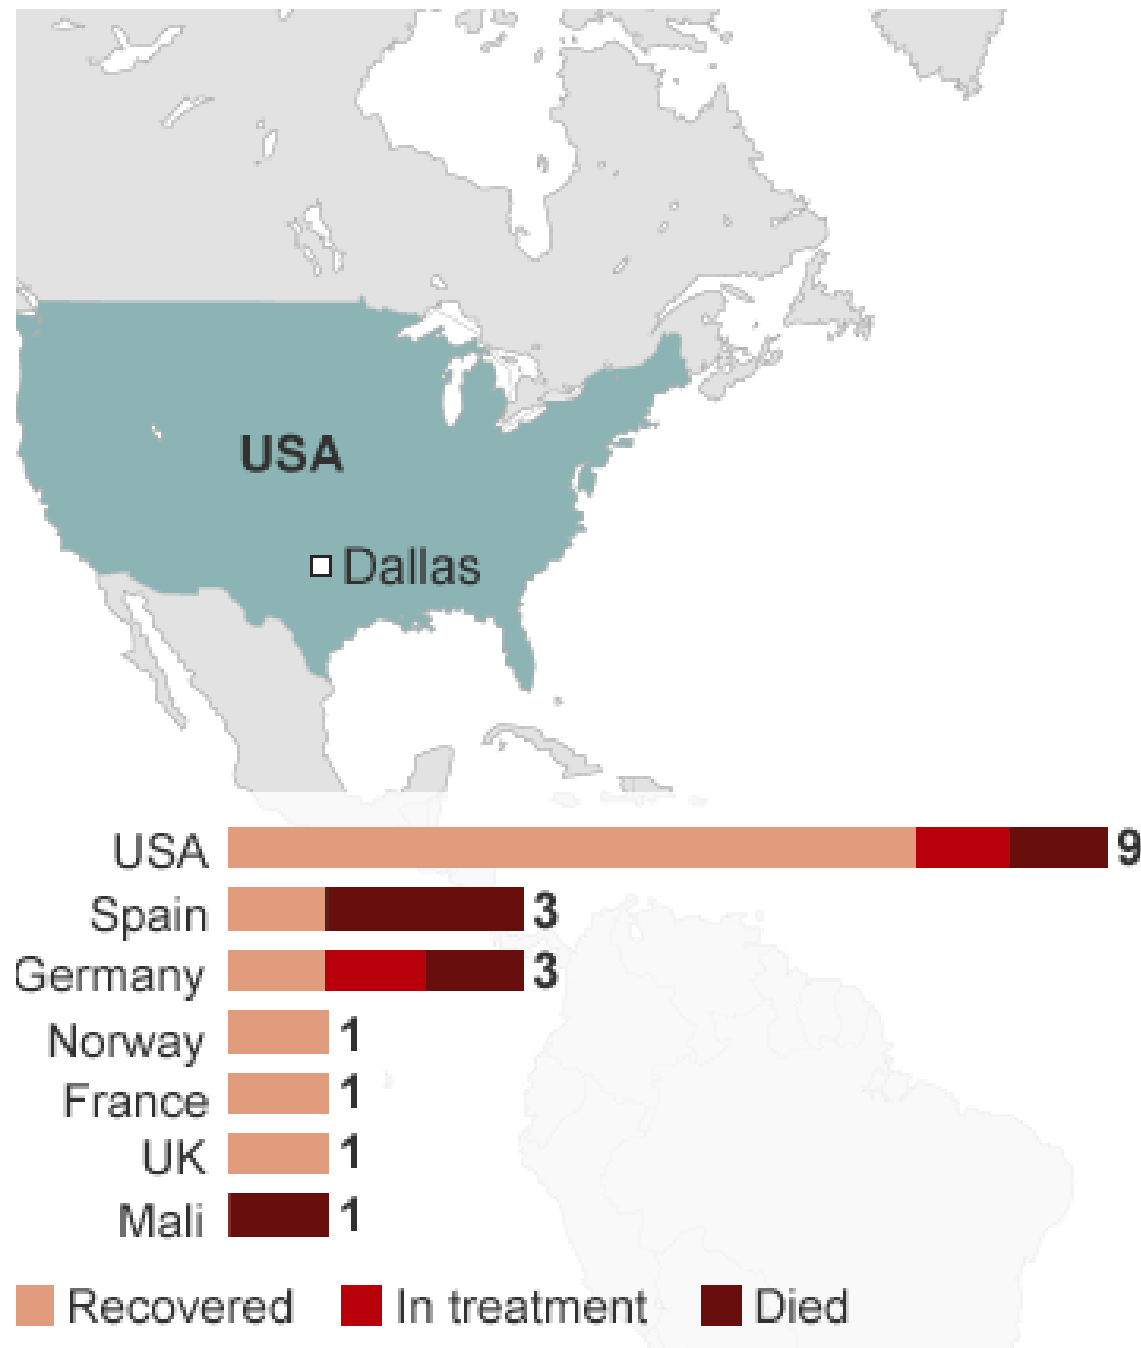 USA
Dallas
USA 9
Spain 3
Germany 3
Norway 1
France 1
UK 1
Mali 1
Recovered In treatment Died